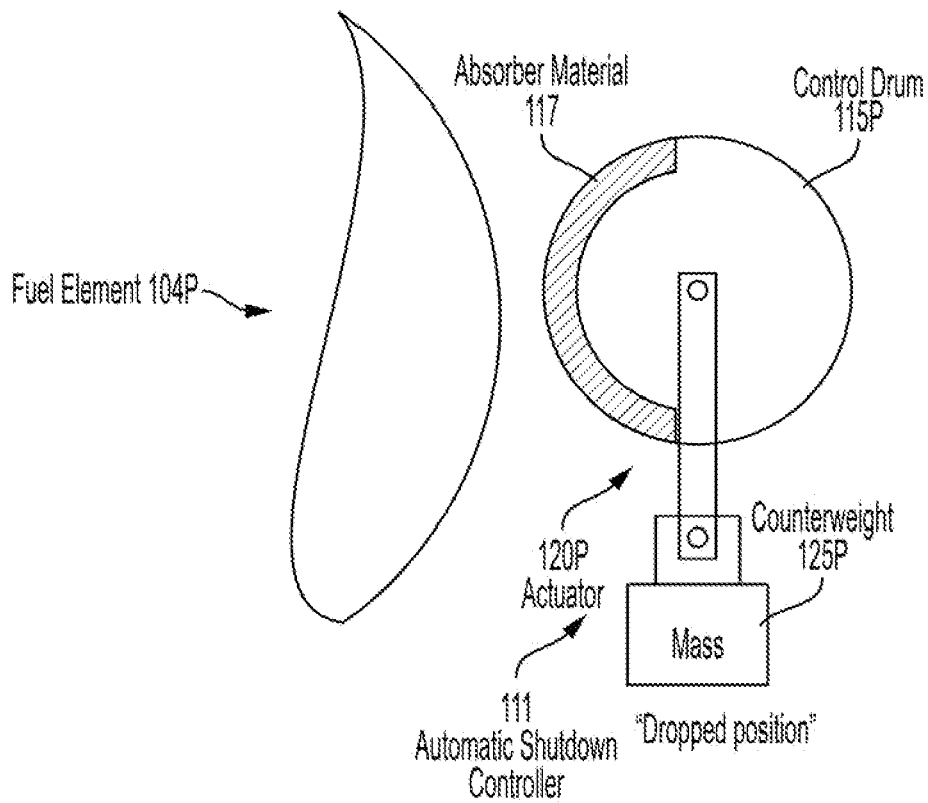 Absorber Material
117
Control Drum
115P
Fuel Element 104P
Counterweight
125P
120P
Actuator
Mass
111
Automatic Shutdown
Controller
"Dropped position"